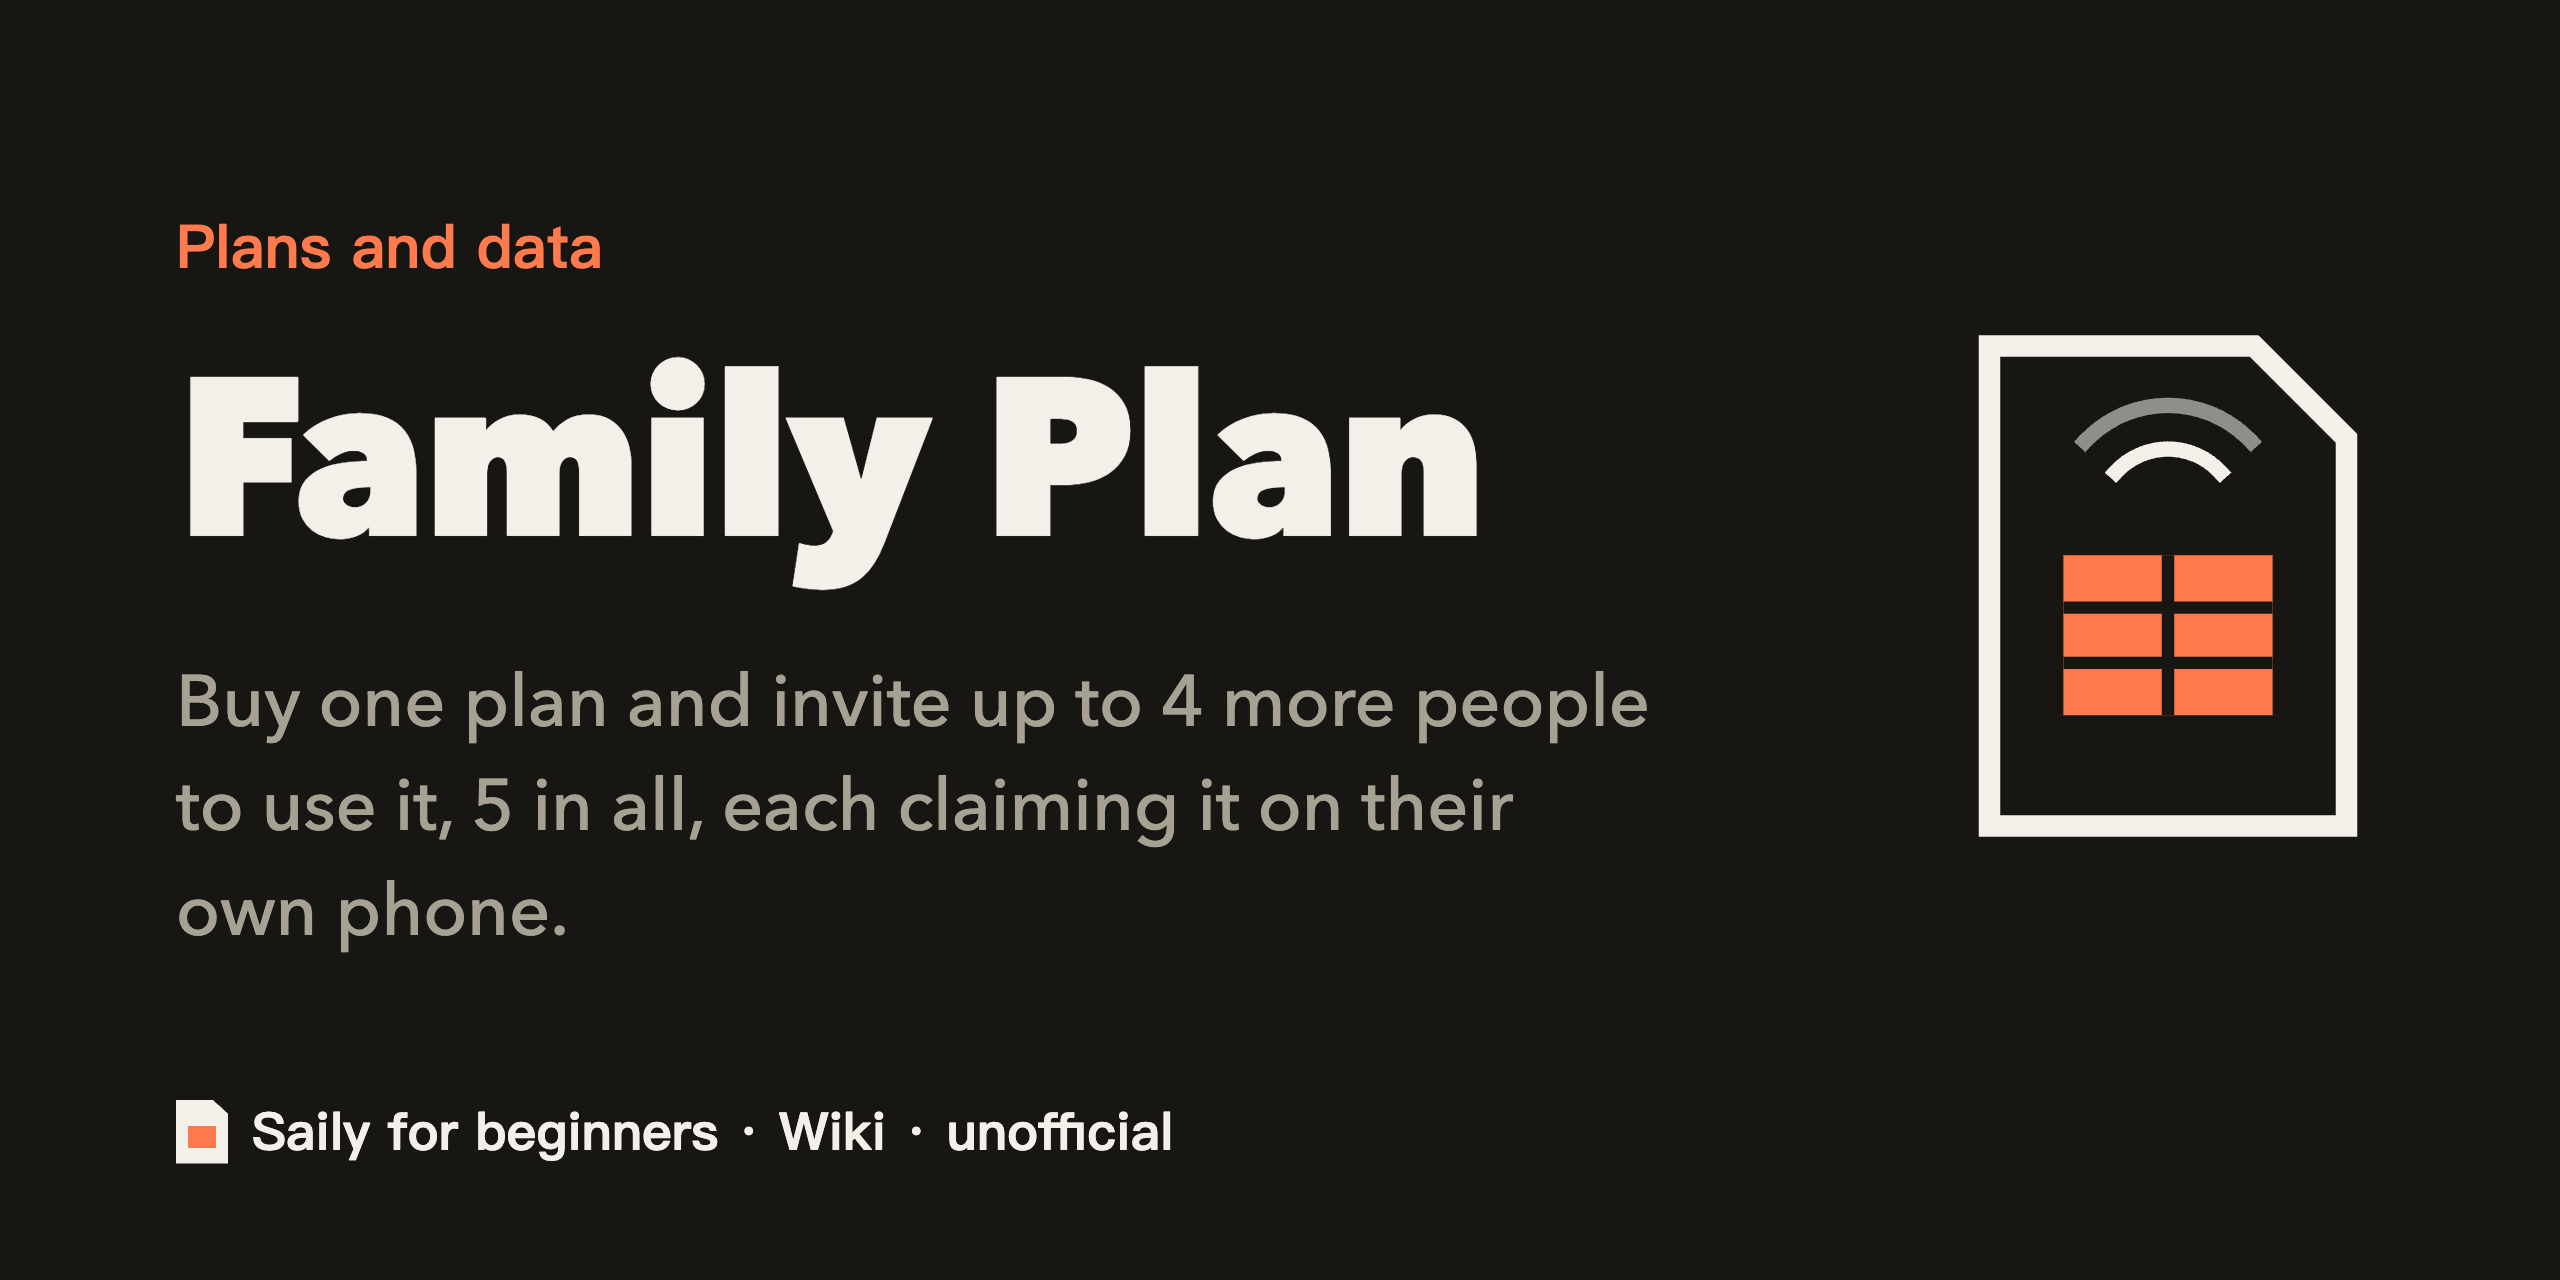 Plans and data
Family Plan
Buy one plan and invite up to 4 more people
to use it, 5 in all, each claiming it on their
own phone.
Saily for beginners · Wiki · unofficial